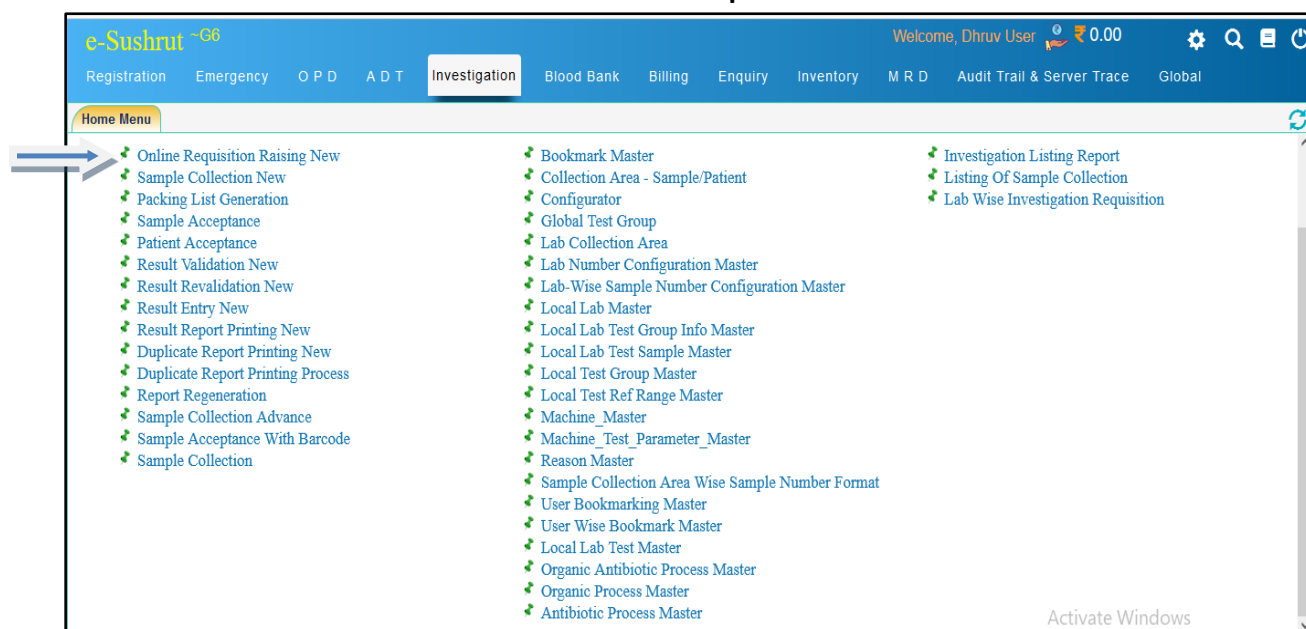 e-Sushrut ~G6
Welcome, Dhruv User ₹ 0.00
Registration Emergency O P D A D T Investigation Blood Bank Billing Enquiry Inventory M R D Audit Trail & Server Trace Global
Home Menu
Online Requisition Raising New
Sample Collection New
Packing List Generation
Sample Acceptance
Patient Acceptance
Result Validation New
Result Revalidation New
Result Entry New
Result Report Printing New
Duplicate Report Printing New
Duplicate Report Printing Process
Report Regeneration
Sample Collection Advance
Sample Acceptance With Barcode
Sample Collection
Bookmark Master
Collection Area - Sample/Patient
Configurator
Global Test Group
Lab Collection Area
Lab Number Configuration Master
Lab-Wise Sample Number Configuration Master
Local Lab Master
Local Lab Test Group Info Master
Local Lab Test Sample Master
Local Test Group Master
Local Test Ref Range Master
Machine_Master
Machine_Test_Parameter_Master
Reason Master
Sample Collection Area Wise Sample Number Format
User Bookmarking Master
User Wise Bookmark Master
Local Lab Test Master
Organic Antibiotic Process Master
Organic Process Master
Antibiotic Process Master
Investigation Listing Report
Listing Of Sample Collection
Lab Wise Investigation Requisition
Activate Windows